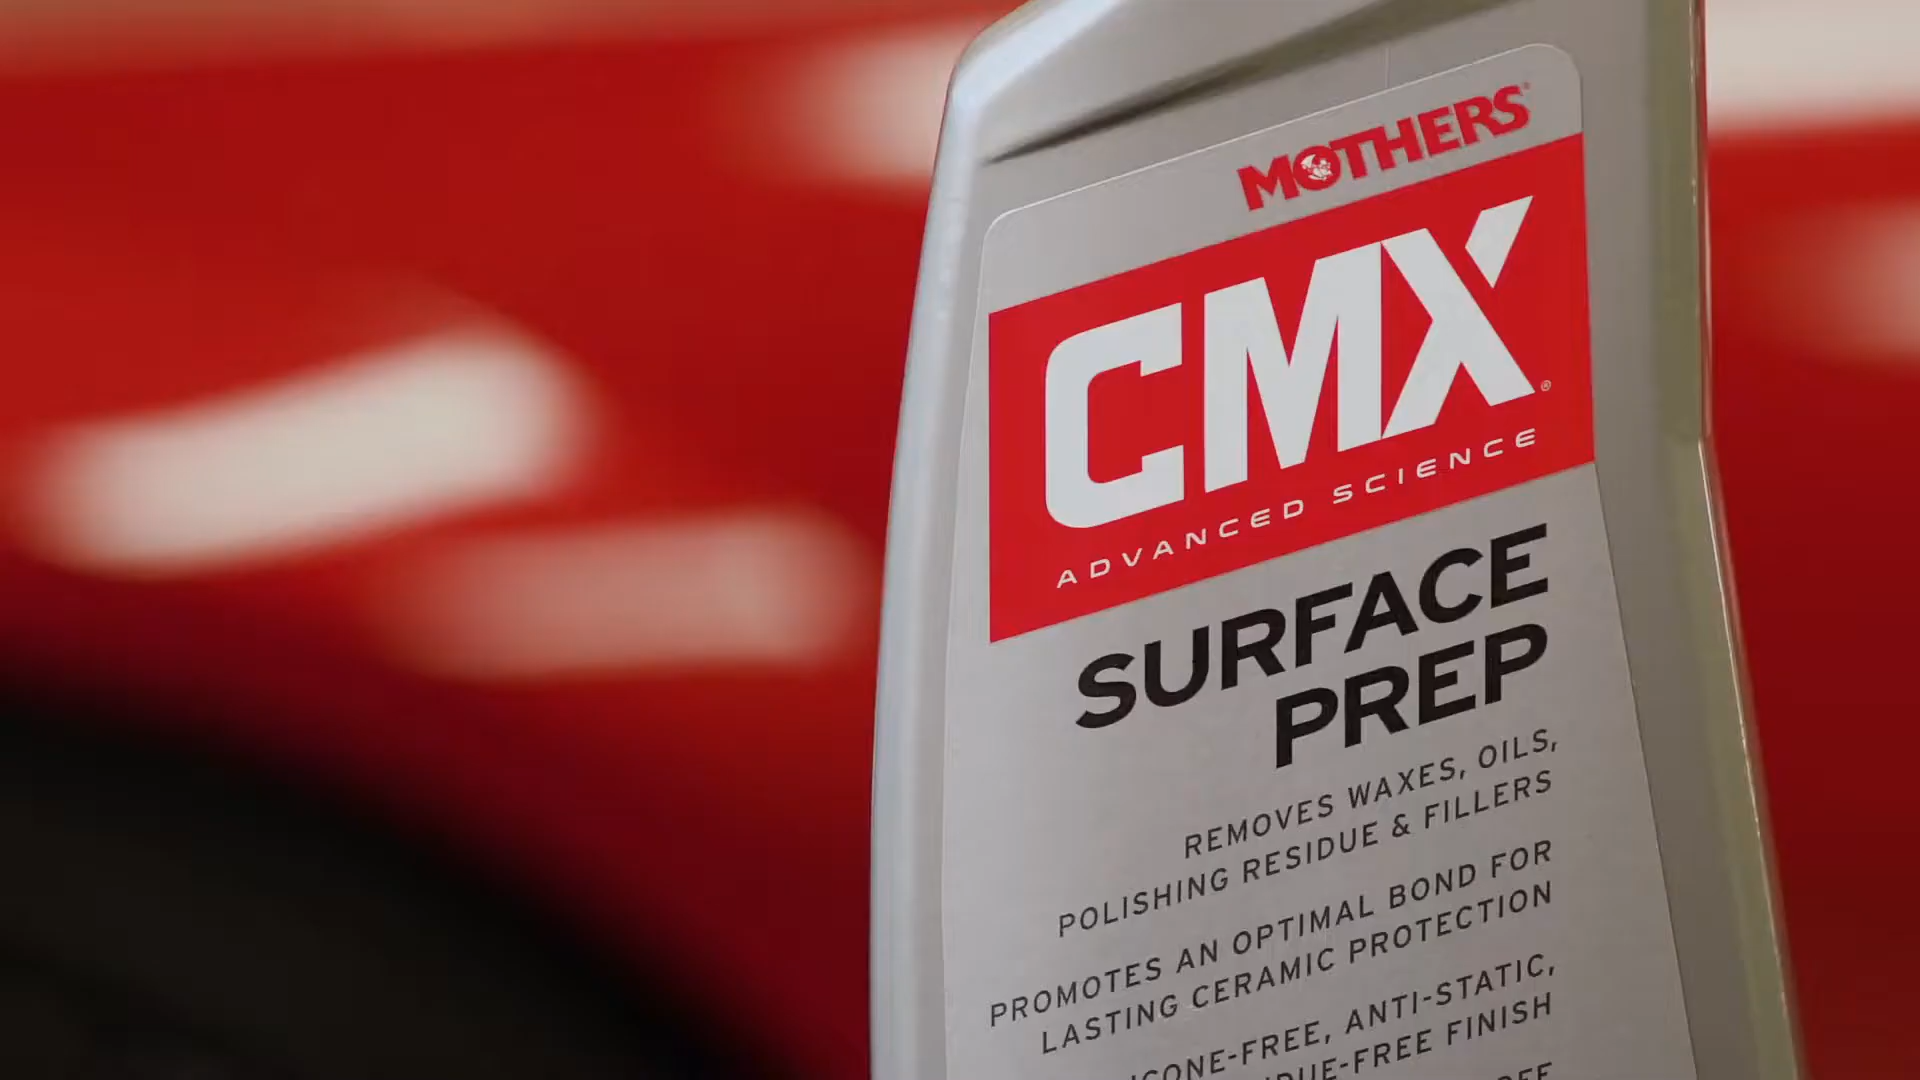 MOTHERS®
CMX®
ADVANCED SCIENCE
SURFACE
PREP
REMOVES WAXES, OILS,
POLISHING RESIDUE & FILLERS
PROMOTES AN OPTIMAL BOND FOR
LASTING CERAMIC PROTECTION
ANTI-STATIC,
FINISH